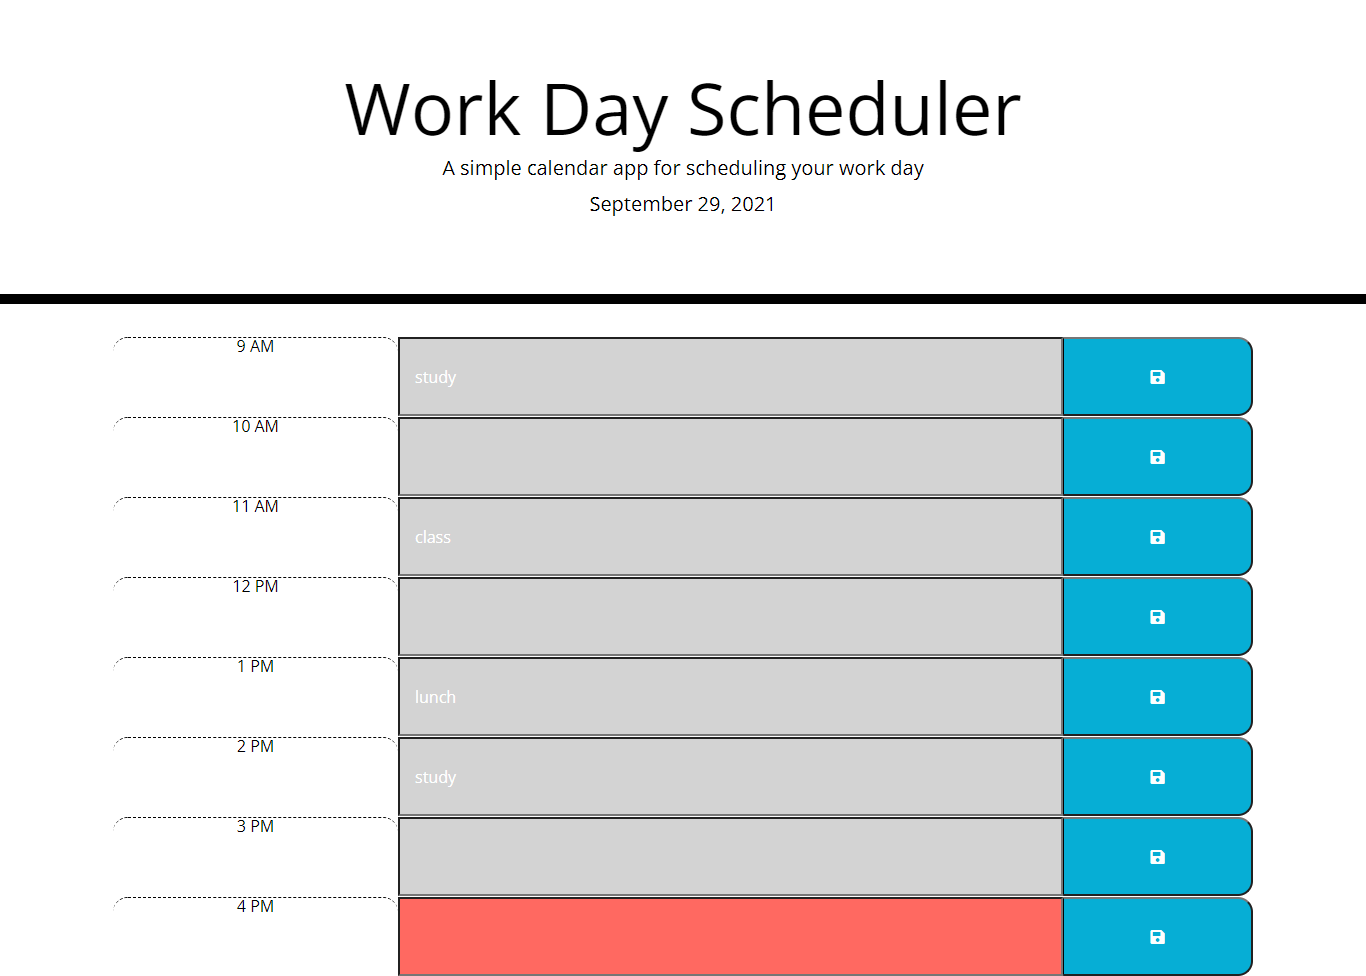 Work Day Scheduler
A simple calendar app for scheduling your work day
September 29, 2021
9 AM
study
10 AM
11 AM
class
12 PM
1 PM
lunch
2 PM
study
3 PM
4 PM